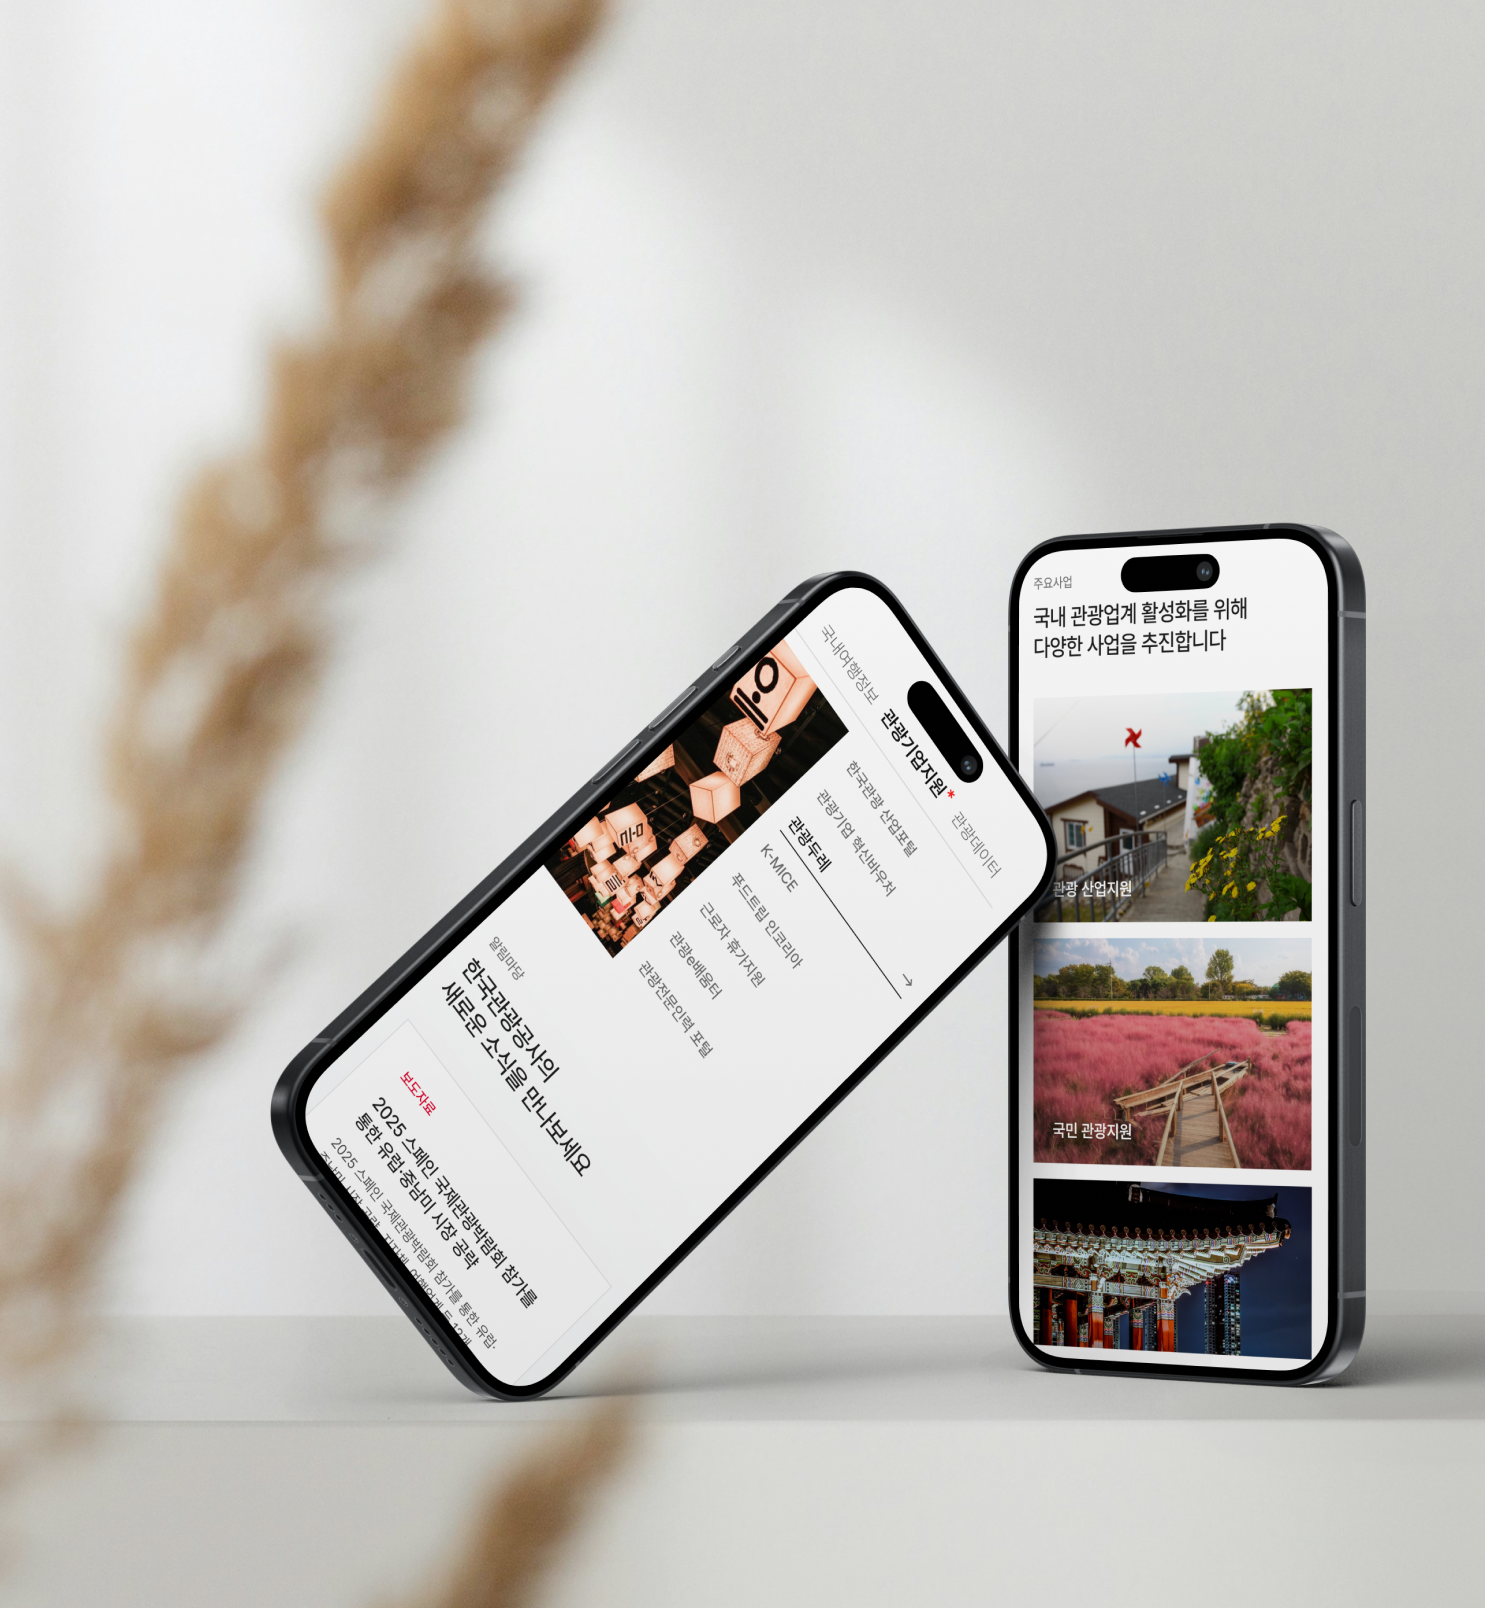 국내여행정보
관광기업지원*
관광데이터
한국관광 산업포털
관광기업 혁신바우처
관광두레 →
K-MICE
푸드트립 인코리아
근로자 휴가지원
관광e배움터
관광전문인력 포털
알림마당
한국관광공사의
새로운 소식을 만나보세요
보도자료
2025 스페인 국제관광박람회 참가를
통한 유럽·중남미 시장 공략
2025 스페인 국제관광박람회 참가를 통한 유럽·
주요사업
국내 관광업계 활성화를 위해
다양한 사업을 추진합니다
관광 산업지원
국민 관광지원